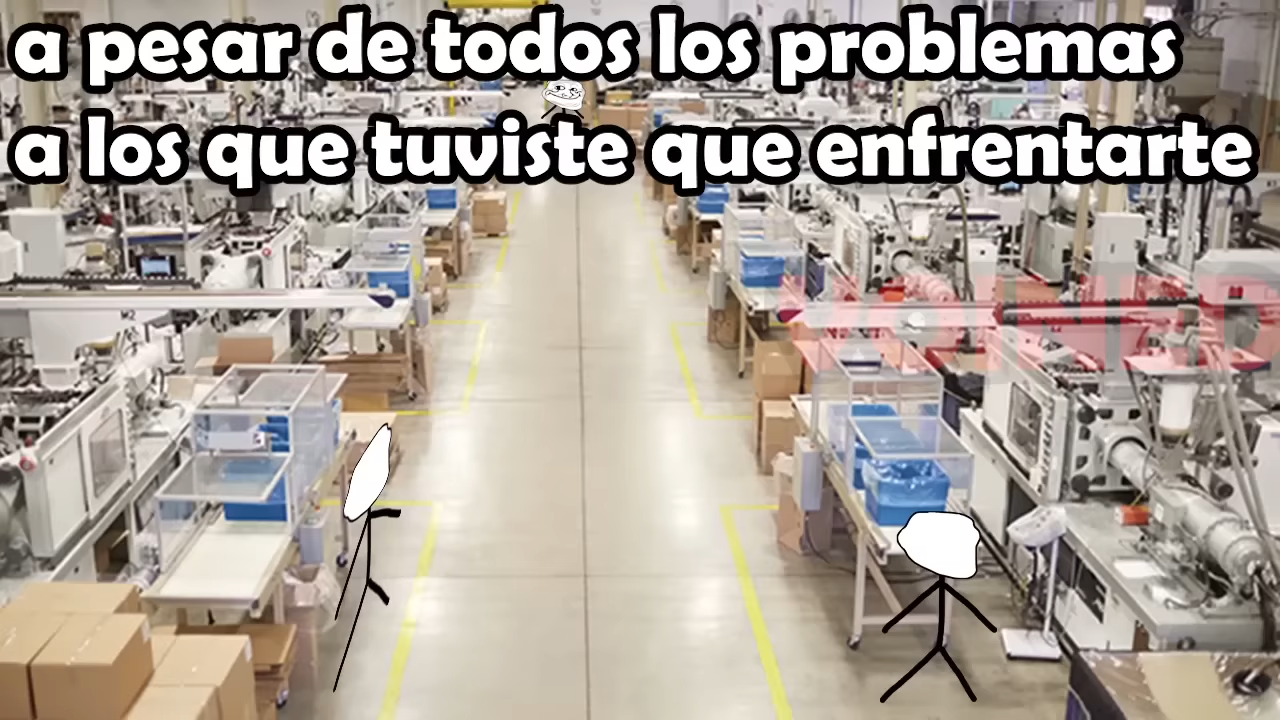 a pesar de todos los problemas
a los que tuviste que enfrentarte